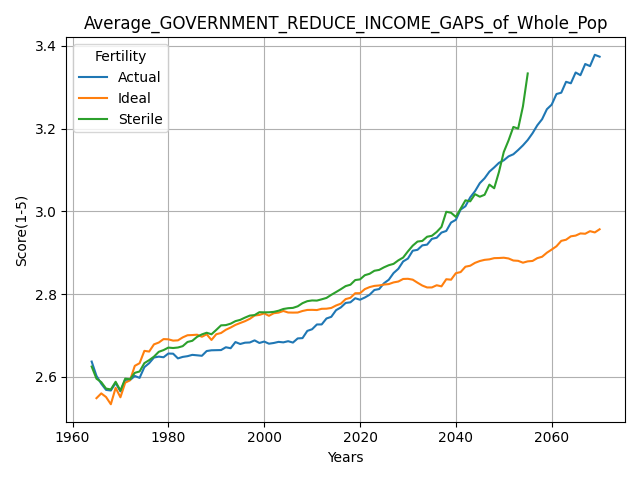 Average_GOVERNMENT_REDUCE_INCOME_GAPS_of_Whole_Pop
Fertility
Actual
Ideal
Sterile
Score(1-5)
3.4
3.2
3.0
2.8
2.6
1960 1980 2000 2020 2040 2060
Years